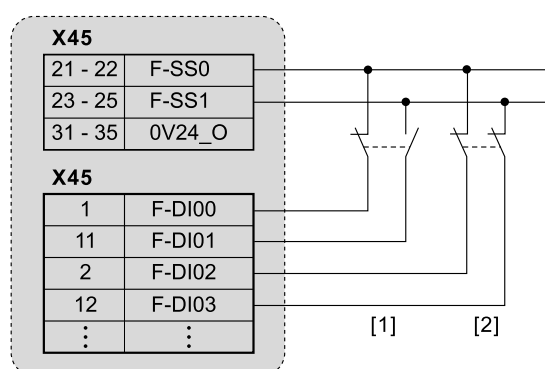 X45
21 - 22 F-SS0
23 - 25 F-SS1
31 - 35 0V24_O
X45
1 F-DI00
11 F-DI01
2 F-DI02
12 F-DI03
⋮ ⋮
[1] [2]